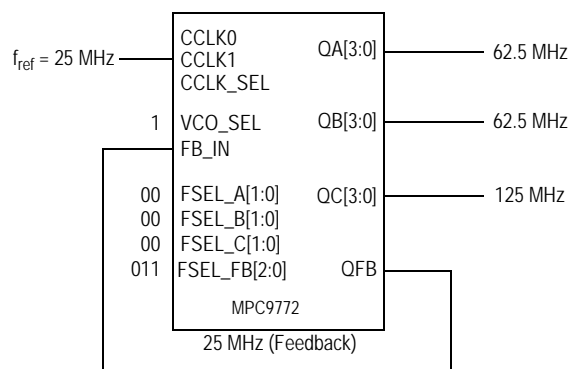 CCLK0
f_ref = 25 MHz CCLK1
CCLK_SEL
QA[3:0] 62.5 MHz
1 VCO_SEL QB[3:0] 62.5 MHz
FB_IN
00 FSEL_A[1:0] QC[3:0] 125 MHz
00 FSEL_B[1:0]
00 FSEL_C[1:0]
011 FSEL_FB[2:0] QFB
MPC9772
25 MHz (Feedback)